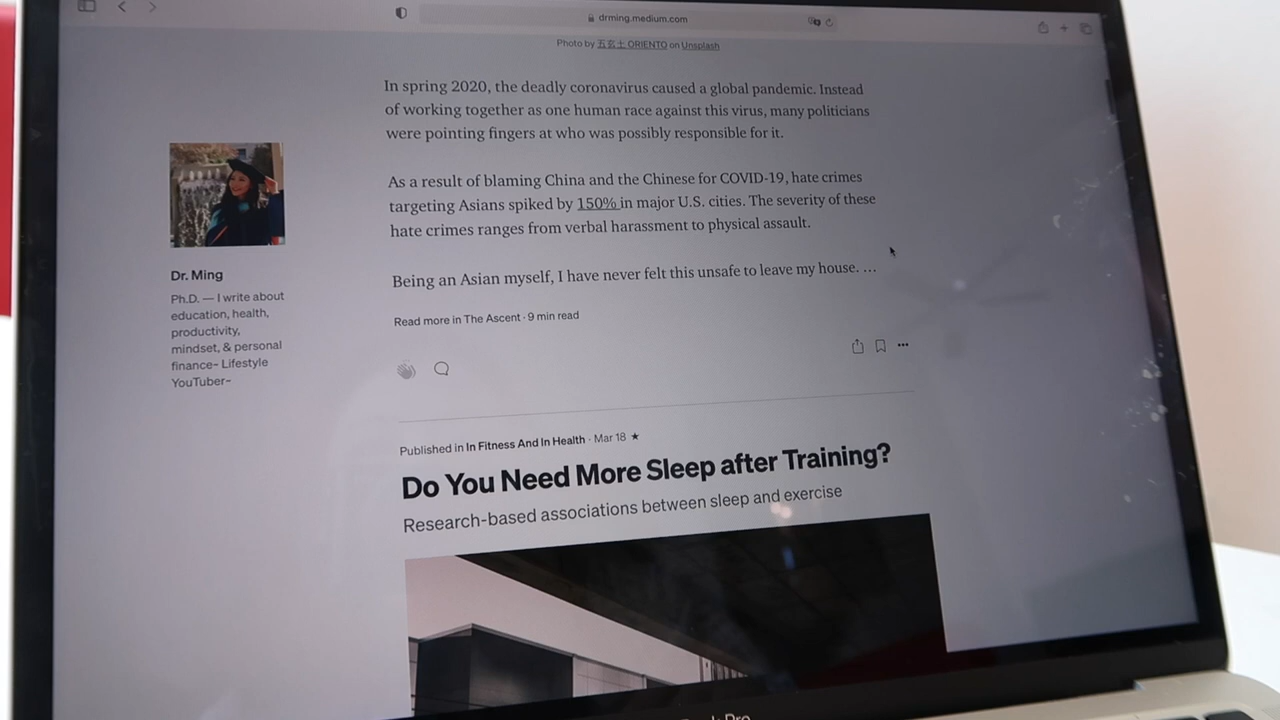 drming.medium.com
Photo by 五玄土 ORIENTO on Unsplash
In spring 2020, the deadly coronavirus caused a global pandemic. Instead
of working together as one human race against this virus, many politicians
were pointing fingers at who was possibly responsible for it.
As a result of blaming China and the Chinese for COVID-19, hate crimes
targeting Asians spiked by 150% in major U.S. cities. The severity of these
hate crimes ranges from verbal harassment to physical assault.
Being an Asian myself, I have never felt this unsafe to leave my house. …
Read more in The Ascent · 9 min read
Dr. Ming
Ph.D. — I write about
education, health,
productivity,
mindset, & personal
finance~ Lifestyle
YouTuber~
Published in In Fitness And In Health · Mar 18 ★
Do You Need More Sleep after Training?
Research-based associations between sleep and exercise
Pro